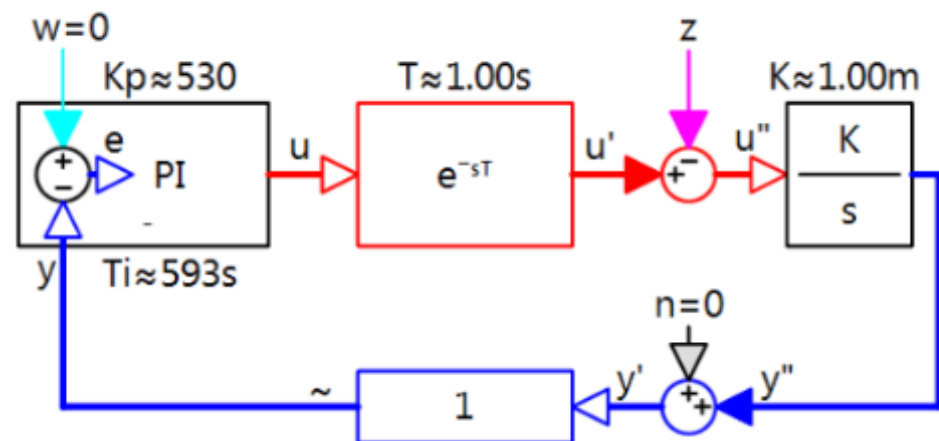 w=0
z
Kp≈530
T≈1.00s
K≈1.00m
+
e
−
PI
u
e⁻ˢᵀ
u'
+
−
u"
K
s
y
Ti≈593s
n=0
~
1
y'
+
+
y"